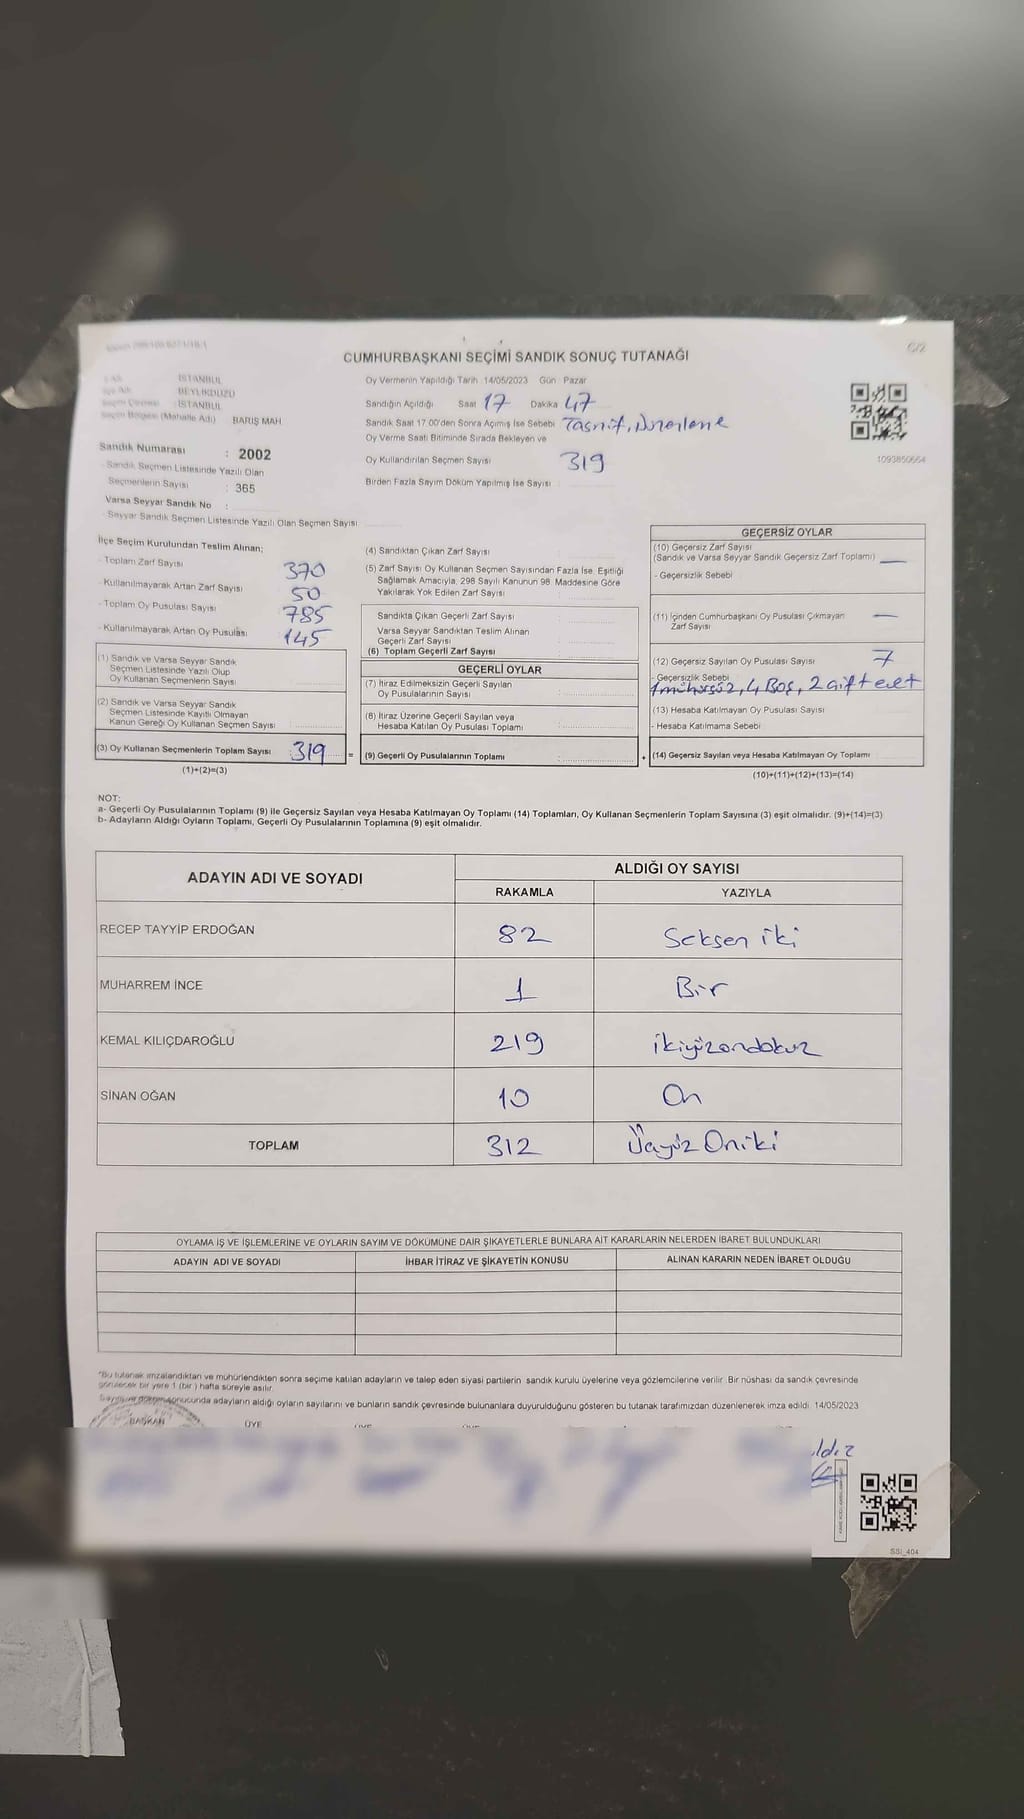 CUMHURBAŞKANI SEÇİMİ SANDIK SONUÇ TUTANAĞI
C/2
İSTANBUL
BEYLİKDÜZÜ
: İSTANBUL
Seçim Bölgesi (Mahalle Adı) BARIŞ MAH
Sandık Numarası : 2002
- Sandık Seçmen Listesinde Yazılı Olan
Seçmenlerin Sayısı : 365
Varsa Seyyar Sandık No :
- Seyyar Sandık Seçmen Listesinde Yazılı Olan Seçmen Sayısı
Oy Vermenin Yapıldığı Tarih 14/05/2023 Gün Pazar
Sandığın Açıldığı Saat 17 Dakika 47
Sandık Saat 17.00'den Sonra Açımış İse Sebebi Tasnif,
Oy Verme Saati Bitiminde Sırada Bekleyen ve
Oy Kullandırılan Seçmen Sayısı 319
Birden Fazla Sayım Döküm Yapılmış İse Sayısı
1093850664
İlçe Seçim Kurulundan Teslim Alınan;
- Toplam Zarf Sayısı 370
- Kullanılmayarak Artan Zarf Sayısı 50
- Toplam Oy Pusulası Sayısı 785
- Kullanılmayarak Artan Oy Pusulası 145
(1) Sandık ve Varsa Seyyar Sandık
Seçmen Listesinde Yazılı Olup
Oy Kullanan Seçmenlerin Sayısı
(2) Sandık ve Varsa Seyyar Sandık
Seçmen Listesinde Kayıtlı Olmayan
Kanun Gereği Oy Kullanan Seçmen Sayısı
(3) Oy Kullanan Seçmenlerin Toplam Sayısı 319 =
(1)+(2)=(3)
(4) Sandıktan Çıkan Zarf Sayısı
(5) Zarf Sayısı Oy Kullanan Seçmen Sayısından Fazla İse, Eşitliği
Sağlamak Amacıyla, 298 Sayılı Kanunun 98. Maddesine Göre
Yakılarak Yok Edilen Zarf Sayısı
Sandıkta Çıkan Geçerli Zarf Sayısı
Varsa Seyyar Sandıktan Teslim Alınan
Geçerli Zarf Sayısı
(6) Toplam Geçerli Zarf Sayısı
GEÇERLİ OYLAR
(7) İtiraz Edilmeksizin Geçerli Sayılan
Oy Pusulalarının Sayısı
(8) İtiraz Üzerine Geçerli Sayılan veya
Hesaba Katılan Oy Pusulası Toplamı
(9) Geçerli Oy Pusulalarının Toplamı +
GEÇERSİZ OYLAR
(10) Geçersiz Zarf Sayısı
(Sandık ve Varsa Seyyar Sandık Geçersiz Zarf Toplamı) —
- Geçersizlik Sebebi
(11) İçinden Cumhurbaşkanı Oy Pusulası Çıkmayan —
Zarf Sayısı
(12) Geçersiz Sayılan Oy Pusulası Sayısı 7
- Geçersizlik Sebebi
1 mühürsüz, 4 Boş, 2 çift evet
(13) Hesaba Katılmayan Oy Pusulası Sayısı
- Hesaba Katılmama Sebebi
(14) Geçersiz Sayılan veya Hesaba Katılmayan Oy Toplamı
(10)+(11)+(12)+(13)=(14)
NOT:
a- Geçerli Oy Pusulalarının Toplamı (9) ile Geçersiz Sayılan veya Hesaba Katılmayan Oy Toplamı (14) Toplamları, Oy Kullanan Seçmenlerin Toplam Sayısına (3) eşit olmalıdır. (9)+(14)=(3)
b- Adayların Aldığı Oyların Toplamı, Geçerli Oy Pusulalarının Toplamına (9) eşit olmalıdır.
ADAYIN ADI VE SOYADI ALDIĞI OY SAYISI
RAKAMLA YAZIYLA
RECEP TAYYİP ERDOĞAN 82 Seksen iki
MUHARREM İNCE 1 Bir
KEMAL KILIÇDAROĞLU 219 ikiyüzondokuz
SİNAN OĞAN 10 On
TOPLAM 312 Üçyüz Oniki
OYLAMA İŞ VE İŞLEMLERİNE VE OYLARIN SAYIM VE DÖKÜMÜNE DAİR ŞİKAYETLERLE BUNLARA AİT KARARLARIN NELERDEN İBARET BULUNDUKLARI
ADAYIN ADI VE SOYADI İHBAR İTİRAZ VE ŞİKAYETİN KONUSU ALINAN KARARIN NEDEN İBARET OLDUĞU
*Bu tutanak imzalandıktan ve mühürlendikten sonra seçime katılan adayların ve talep eden siyasi partilerin sandık kurulu üyelerine veya gözlemcilerine verilir. Bir nüshası da sandık çevresinde
görülecek bir yere 1 (bir) hafta süreyle asılır.
Sayım ve döküm sonucunda adayların aldığı oyların sayılarını ve bunların sandık çevresinde bulunanlara duyurulduğunu gösteren bu tutanak tarafımızdan düzenlenerek imza edildi. 14/05/2023
BAŞKAN ÜYE
SSI_404